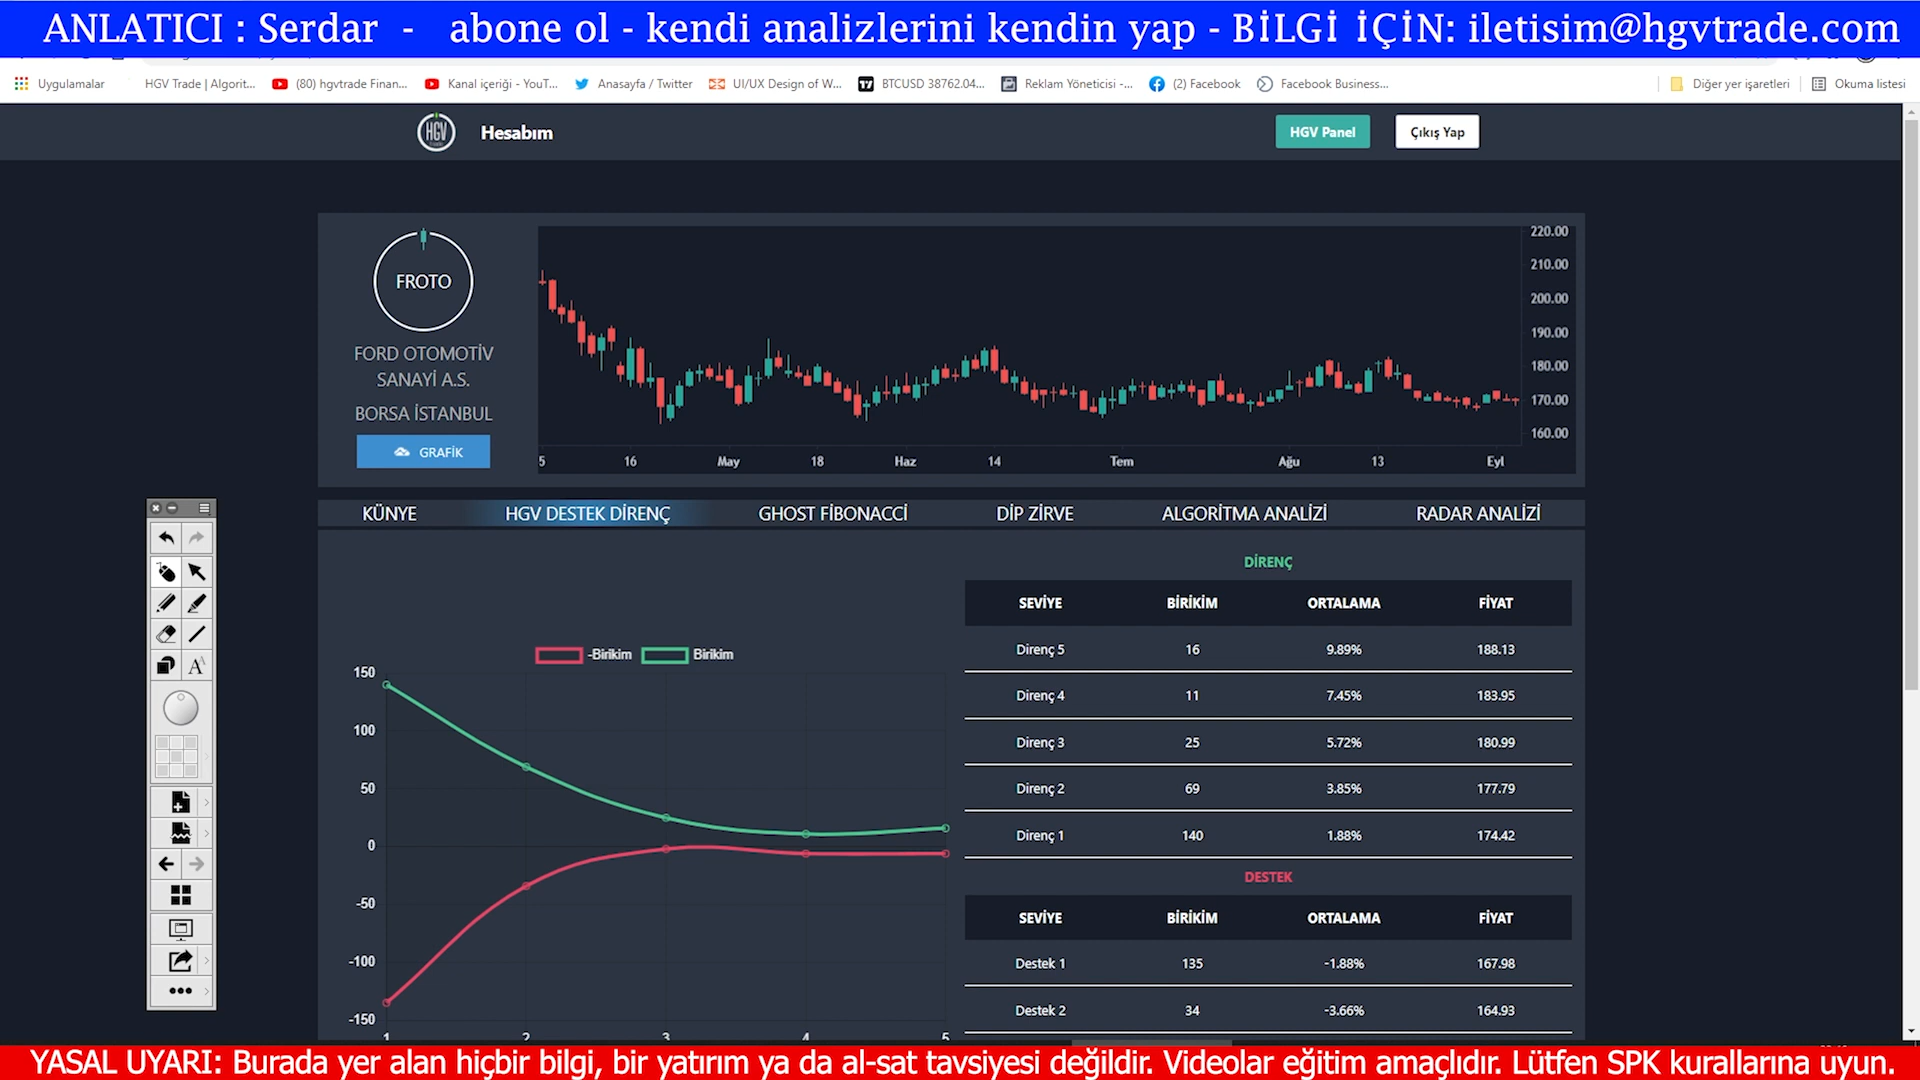 ANLATICI : Serdar - abone ol - kendi analizlerini kendin yap - BİLGİ İÇİN: iletisim@hgvtrade.com
Uygulamalar HGV Trade | Algorit... (80) hgvtrade Finan... Kanal içeriği - YouT... Anasayfa / Twitter UI/UX Design of W... BTCUSD 38762.04... Reklam Yöneticisi -... (2) Facebook Facebook Business... Diğer yer işaretleri Okuma listesi
HGV Hesabım HGV Panel Çıkış Yap
FROTO
FORD OTOMOTİV
SANAYİ A.S.
BORSA İSTANBUL
GRAFİK
220.00
210.00
200.00
190.00
180.00
170.00
160.00
5 16 May 18 Haz 14 Tem Ağu 13 Eyl
KÜNYE HGV DESTEK DİRENÇ GHOST FİBONACCİ DİP ZİRVE ALGORİTMA ANALİZİ RADAR ANALİZİ
-Birikim Birikim
150
100
50
0
-50
-100
-150
1 2 3 4 5
DİRENÇ
SEVİYE BİRİKİM ORTALAMA FİYAT
Direnç 5 16 9.89% 188.13
Direnç 4 11 7.45% 183.95
Direnç 3 25 5.72% 180.99
Direnç 2 69 3.85% 177.79
Direnç 1 140 1.88% 174.42
DESTEK
SEVİYE BİRİKİM ORTALAMA FİYAT
Destek 1 135 -1.88% 167.98
Destek 2 34 -3.66% 164.93
YASAL UYARI: Burada yer alan hiçbir bilgi, bir yatırım ya da al-sat tavsiyesi değildir. Videolar eğitim amaçlıdır. Lütfen SPK kurallarına uyun.